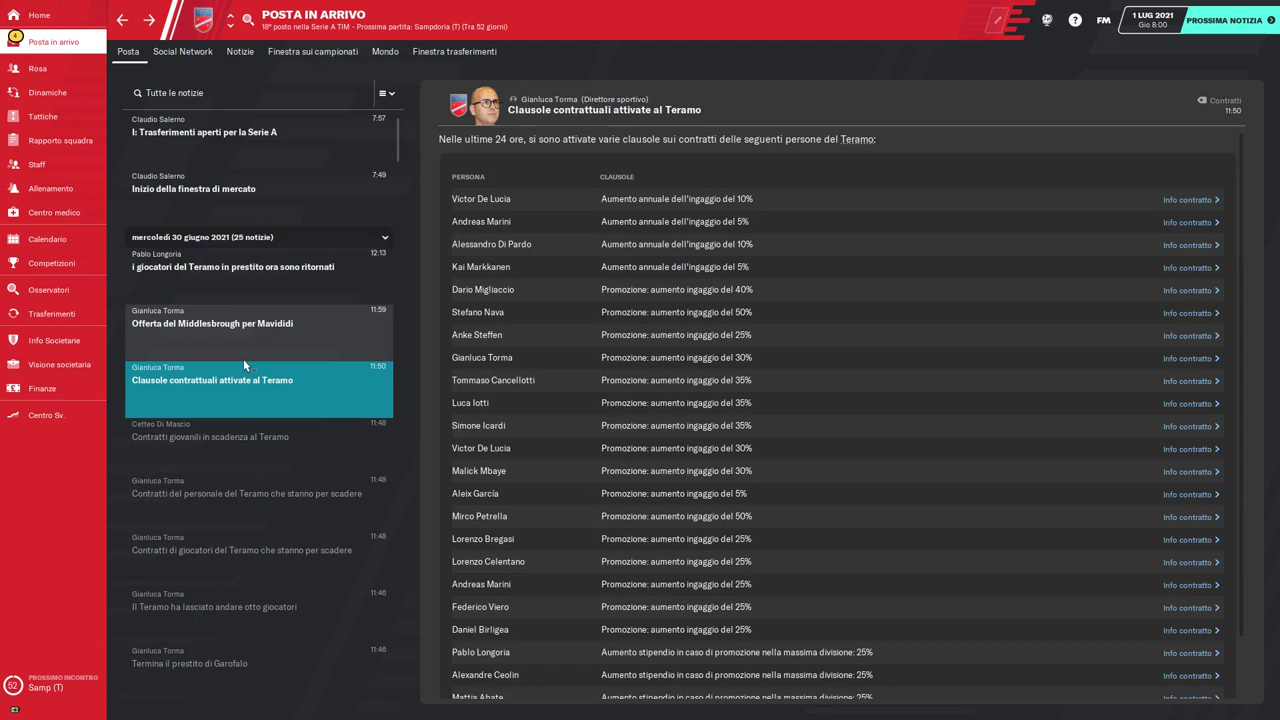 Home
4
Posta in arrivo
Rosa
Dinamiche
Tattiche
Rapporto squadra
Staff
Allenamento
Centro medico
Calendario
Competizioni
Osservatori
Trasferimenti
Info Societarie
Visione societaria
Finanze
Centro Sv.
52
PROSSIMO INCONTRO
Samp (T)
POSTA IN ARRIVO
18° posto nella Serie A TIM - Prossima partita: Sampdoria (T) (Tra 52 giorni)
FM
1 LUG 2021
Gio 8:00
PROSSIMA NOTIZIA
Posta
Social Network
Notizie
Finestra sui campionati
Mondo
Finestra trasferimenti
Tutte le notizie
Claudio Salerno 7:57
I: Trasferimenti aperti per la Serie A
Claudio Salerno 7:49
Inizio della finestra di mercato
mercoledì 30 giugno 2021 (25 notizie)
Pablo Longoria 12:13
i giocatori del Teramo in prestito ora sono ritornati
Gianluca Torma 11:59
Offerta del Middlesbrough per Mavididi
Gianluca Torma 11:50
Clausole contrattuali attivate al Teramo
Cetteo Di Mascio 11:48
Contratti giovanili in scadenza al Teramo
Gianluca Torma 11:48
Contratti del personale del Teramo che stanno per scadere
Gianluca Torma 11:48
Contratti di giocatori del Teramo che stanno per scadere
Gianluca Torma 11:46
Il Teramo ha lasciato andare otto giocatori
Gianluca Torma 11:46
Termina il prestito di Garofalo
Gianluca Torma (Direttore sportivo)
Clausole contrattuali attivate al Teramo
Contratti
11:50
Nelle ultime 24 ore, si sono attivate varie clausole sui contratti delle seguenti persone del Teramo:
PERSONA CLAUSOLE
Victor De Lucia Aumento annuale dell'ingaggio del 10% Info contratto
Andreas Marini Aumento annuale dell'ingaggio del 5% Info contratto
Alessandro Di Pardo Aumento annuale dell'ingaggio del 10% Info contratto
Kai Markkanen Aumento annuale dell'ingaggio del 5% Info contratto
Dario Migliaccio Promozione: aumento ingaggio del 40% Info contratto
Stefano Nava Promozione: aumento ingaggio del 50% Info contratto
Anke Steffen Promozione: aumento ingaggio del 25% Info contratto
Gianluca Torma Promozione: aumento ingaggio del 30% Info contratto
Tommaso Cancellotti Promozione: aumento ingaggio del 35% Info contratto
Luca Iotti Promozione: aumento ingaggio del 35% Info contratto
Simone Icardi Promozione: aumento ingaggio del 35% Info contratto
Victor De Lucia Promozione: aumento ingaggio del 30% Info contratto
Malick Mbaye Promozione: aumento ingaggio del 30% Info contratto
Aleix García Promozione: aumento ingaggio del 5% Info contratto
Mirco Petrella Promozione: aumento ingaggio del 50% Info contratto
Lorenzo Bregasi Promozione: aumento ingaggio del 25% Info contratto
Lorenzo Celentano Promozione: aumento ingaggio del 25% Info contratto
Andreas Marini Promozione: aumento ingaggio del 25% Info contratto
Federico Viero Promozione: aumento ingaggio del 25% Info contratto
Daniel Birligea Promozione: aumento ingaggio del 25% Info contratto
Pablo Longoria Aumento stipendio in caso di promozione nella massima divisione: 25% Info contratto
Alexandre Ceolin Aumento stipendio in caso di promozione nella massima divisione: 25% Info contratto
Mattia Abate Aumento stipendio in caso di promozione nella massima divisione: 25% Info contratto